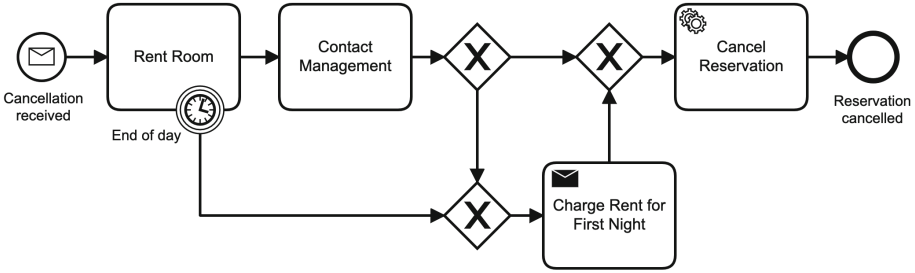 Cancellation
received
Rent Room
End of day
Contact
Management
X
X
X
Charge Rent for
First Night
Cancel
Reservation
Reservation
cancelled